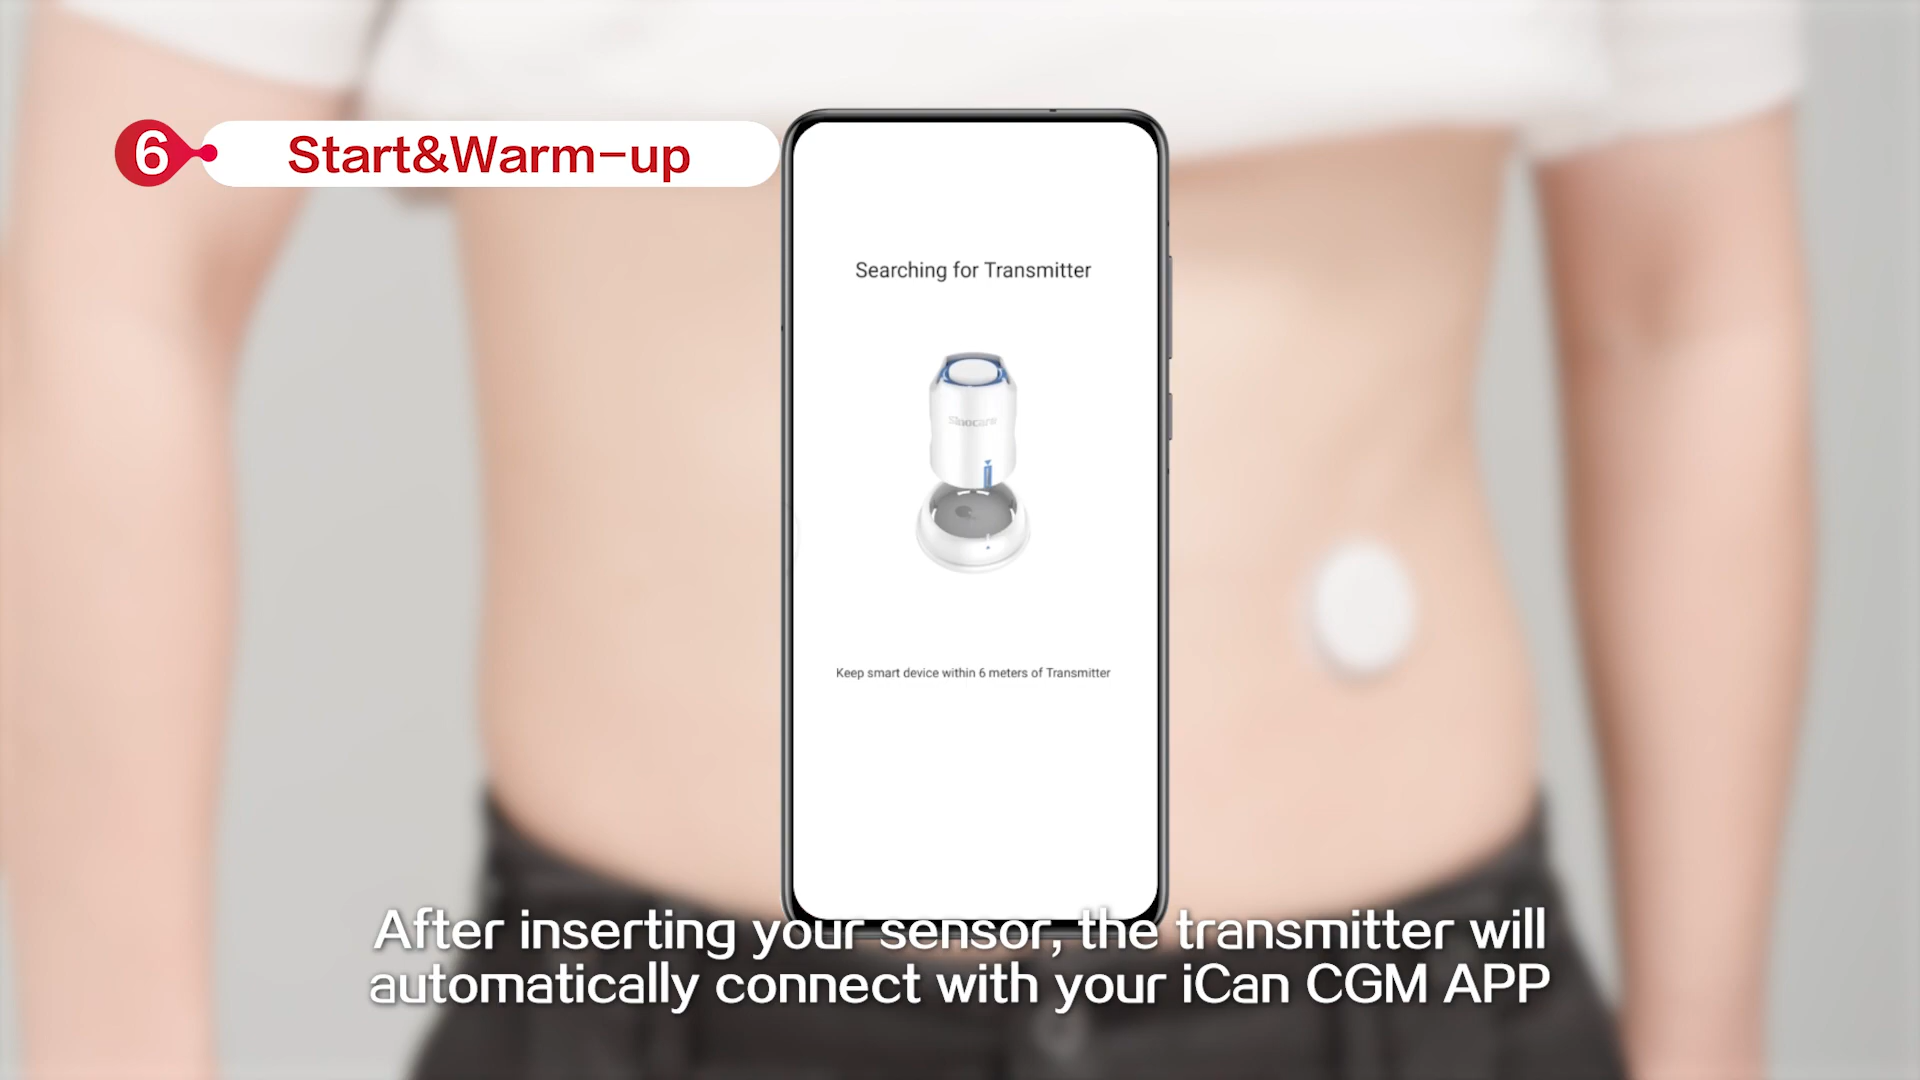 6
Start&Warm-up
Searching for Transmitter
Sinocare
Keep smart device within 6 meters of Transmitter
After inserting your sensor, the transmitter will
automatically connect with your iCan CGM APP